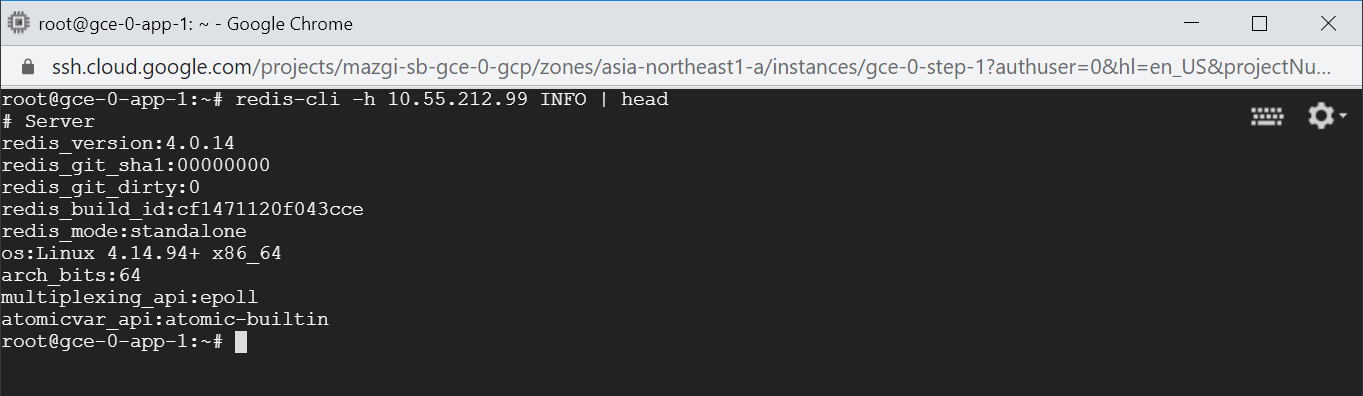 root@gce-0-app-1: ~ - Google Chrome
ssh.cloud.google.com/projects/mazgi-sb-gce-0-gcp/zones/asia-northeast1-a/instances/gce-0-step-1?authuser=0&hl=en_US&projectNu...
root@gce-0-app-1:~# redis-cli -h 10.55.212.99 INFO | head
# Server
redis_version:4.0.14
redis_git_sha1:00000000
redis_git_dirty:0
redis_build_id:cf1471120f043cce
redis_mode:standalone
os:Linux 4.14.94+ x86_64
arch_bits:64
multiplexing_api:epoll
atomicvar_api:atomic-builtin
root@gce-0-app-1:~#